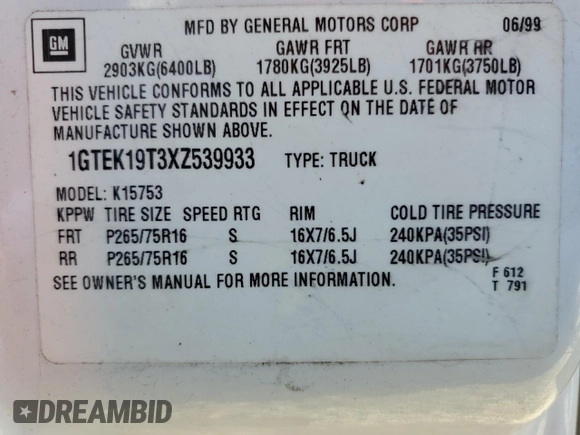 GM
MFD BY GENERAL MOTORS CORP 06/99
GVWR GAWR FRT GAWR RR
2903KG(6400LB) 1780KG(3925LB) 1701KG(3750LB)
THIS VEHICLE CONFORMS TO ALL APPLICABLE U.S. FEDERAL MOTOR
VEHICLE SAFETY STANDARDS IN EFFECT ON THE DATE OF
MANUFACTURE SHOWN ABOVE.
1GTEK19T3XZ539933 TYPE: TRUCK
MODEL: K15753
KPPW TIRE SIZE SPEED RTG RIM COLD TIRE PRESSURE
FRT P265/75R16 S 16X7/6.5J 240KPA(35PSI)
RR P265/75R16 S 16X7/6.5J 240KPA(35PSI)
SEE OWNER'S MANUAL FOR MORE INFORMATION.
F 612
T 791
DREAMBID